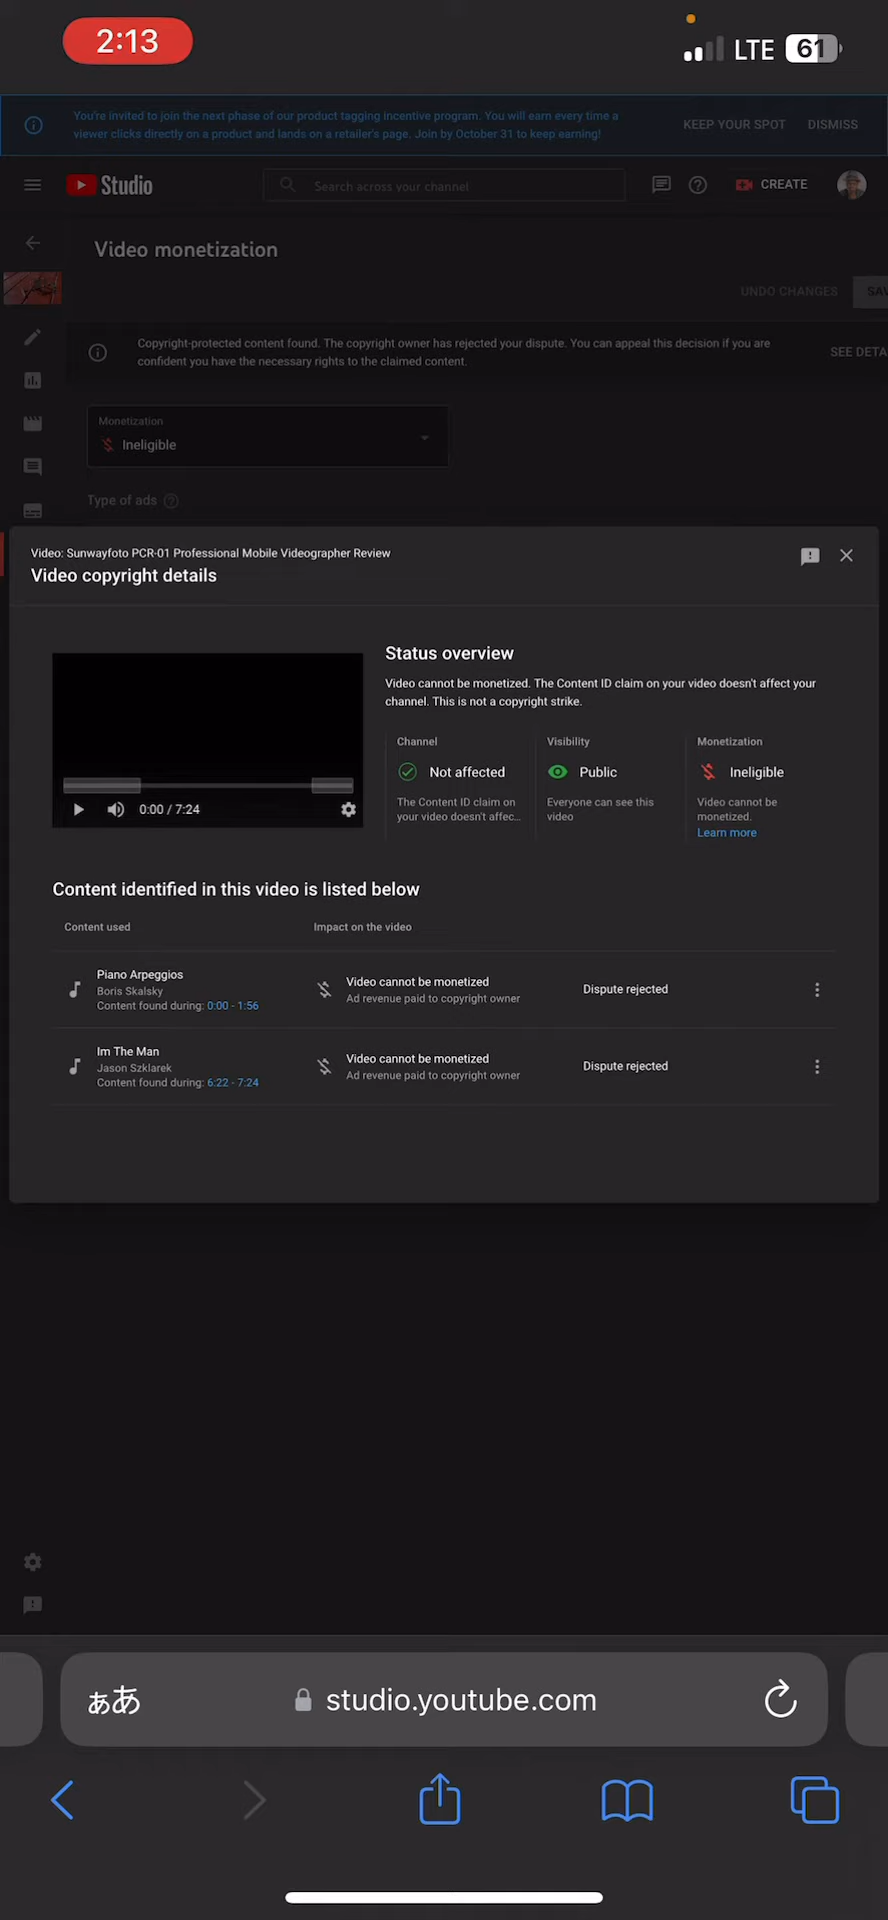 2:13
LTE 61
You're invited to join the next phase of our product tagging incentive program. You will earn every time a
viewer clicks directly on a product and lands on a retailer's page. Join by October 31 to keep earning!
KEEP YOUR SPOT
DISMISS
Studio
Search across your channel
CREATE
Video monetization
UNDO CHANGES
SAV
Copyright-protected content found. The copyright owner has rejected your dispute. You can appeal this decision if you are
confident you have the necessary rights to the claimed content.
SEE DETA
Monetization
Ineligible
Type of ads
Video: Sunwayfoto PCR-01 Professional Mobile Videographer Review
Video copyright details
Status overview
Video cannot be monetized. The Content ID claim on your video doesn't affect your
channel. This is not a copyright strike.
Channel
Not affected
The Content ID claim on
your video doesn't affec...
Visibility
Public
Everyone can see this
video
Monetization
Ineligible
Video cannot be
monetized.
Learn more
0:00 / 7:24
Content identified in this video is listed below
Content used
Impact on the video
Piano Arpeggios
Boris Skalsky
Content found during: 0:00 - 1:56
Video cannot be monetized
Ad revenue paid to copyright owner
Dispute rejected
Im The Man
Jason Szklarek
Content found during: 6:22 - 7:24
Video cannot be monetized
Ad revenue paid to copyright owner
Dispute rejected
ぁあ
studio.youtube.com